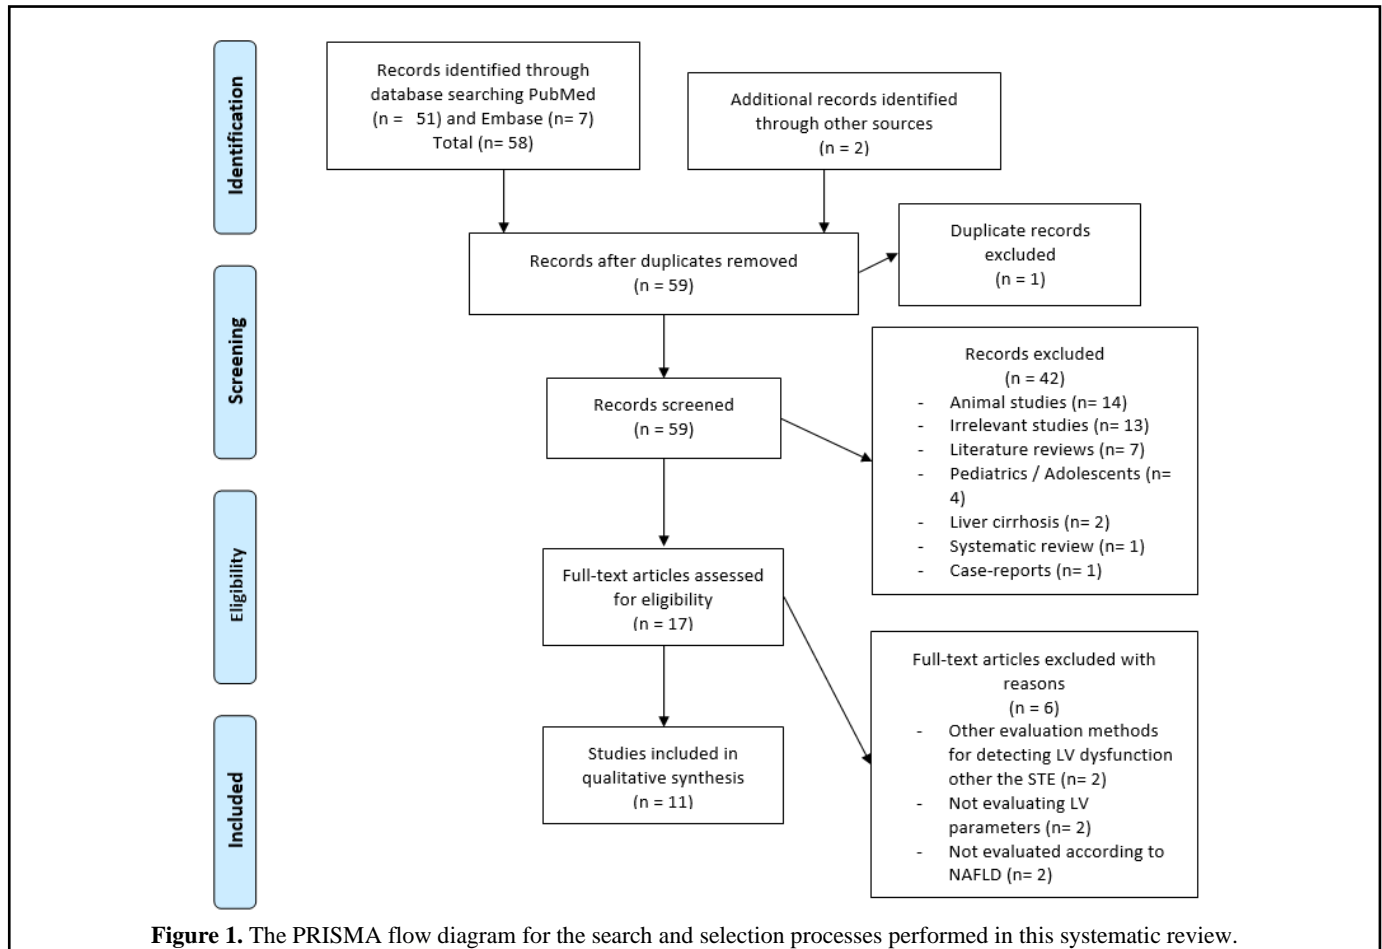 Identification
Records identified through
database searching PubMed
(n = 51) and Embase (n= 7)
Total (n= 58)
Additional records identified
through other sources
(n = 2)
Records after duplicates removed
(n = 59)
Duplicate records
excluded
(n = 1)
Screening
Records screened
(n = 59)
Records excluded
(n = 42)
- Animal studies (n= 14)
- Irrelevant studies (n= 13)
- Literature reviews (n= 7)
- Pediatrics / Adolescents (n=
4)
- Liver cirrhosis (n= 2)
- Systematic review (n= 1)
- Case-reports (n= 1)
Eligibility
Full-text articles assessed
for eligibility
(n = 17)
Full-text articles excluded with
reasons
(n = 6)
- Other evaluation methods
for detecting LV dysfunction
other the STE (n= 2)
- Not evaluating LV
parameters (n= 2)
- Not evaluated according to
NAFLD (n= 2)
Included
Studies included in
qualitative synthesis
(n = 11)
Figure 1. The PRISMA flow diagram for the search and selection processes performed in this systematic review.